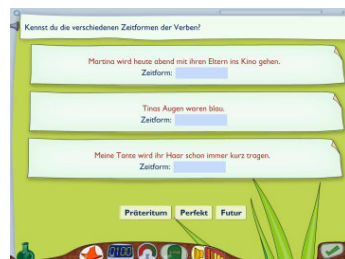 Kennst du die verschiedenen Zeitformen der Verben?
Martina wird heute abend mit ihren Eltern ins Kino gehen.
Zeitform:
Tinas Augen waren blau.
Zeitform:
Meine Tante wird ihr Haar schon immer kurz tragen.
Zeitform:
Präteritum Perfekt Futur
0100